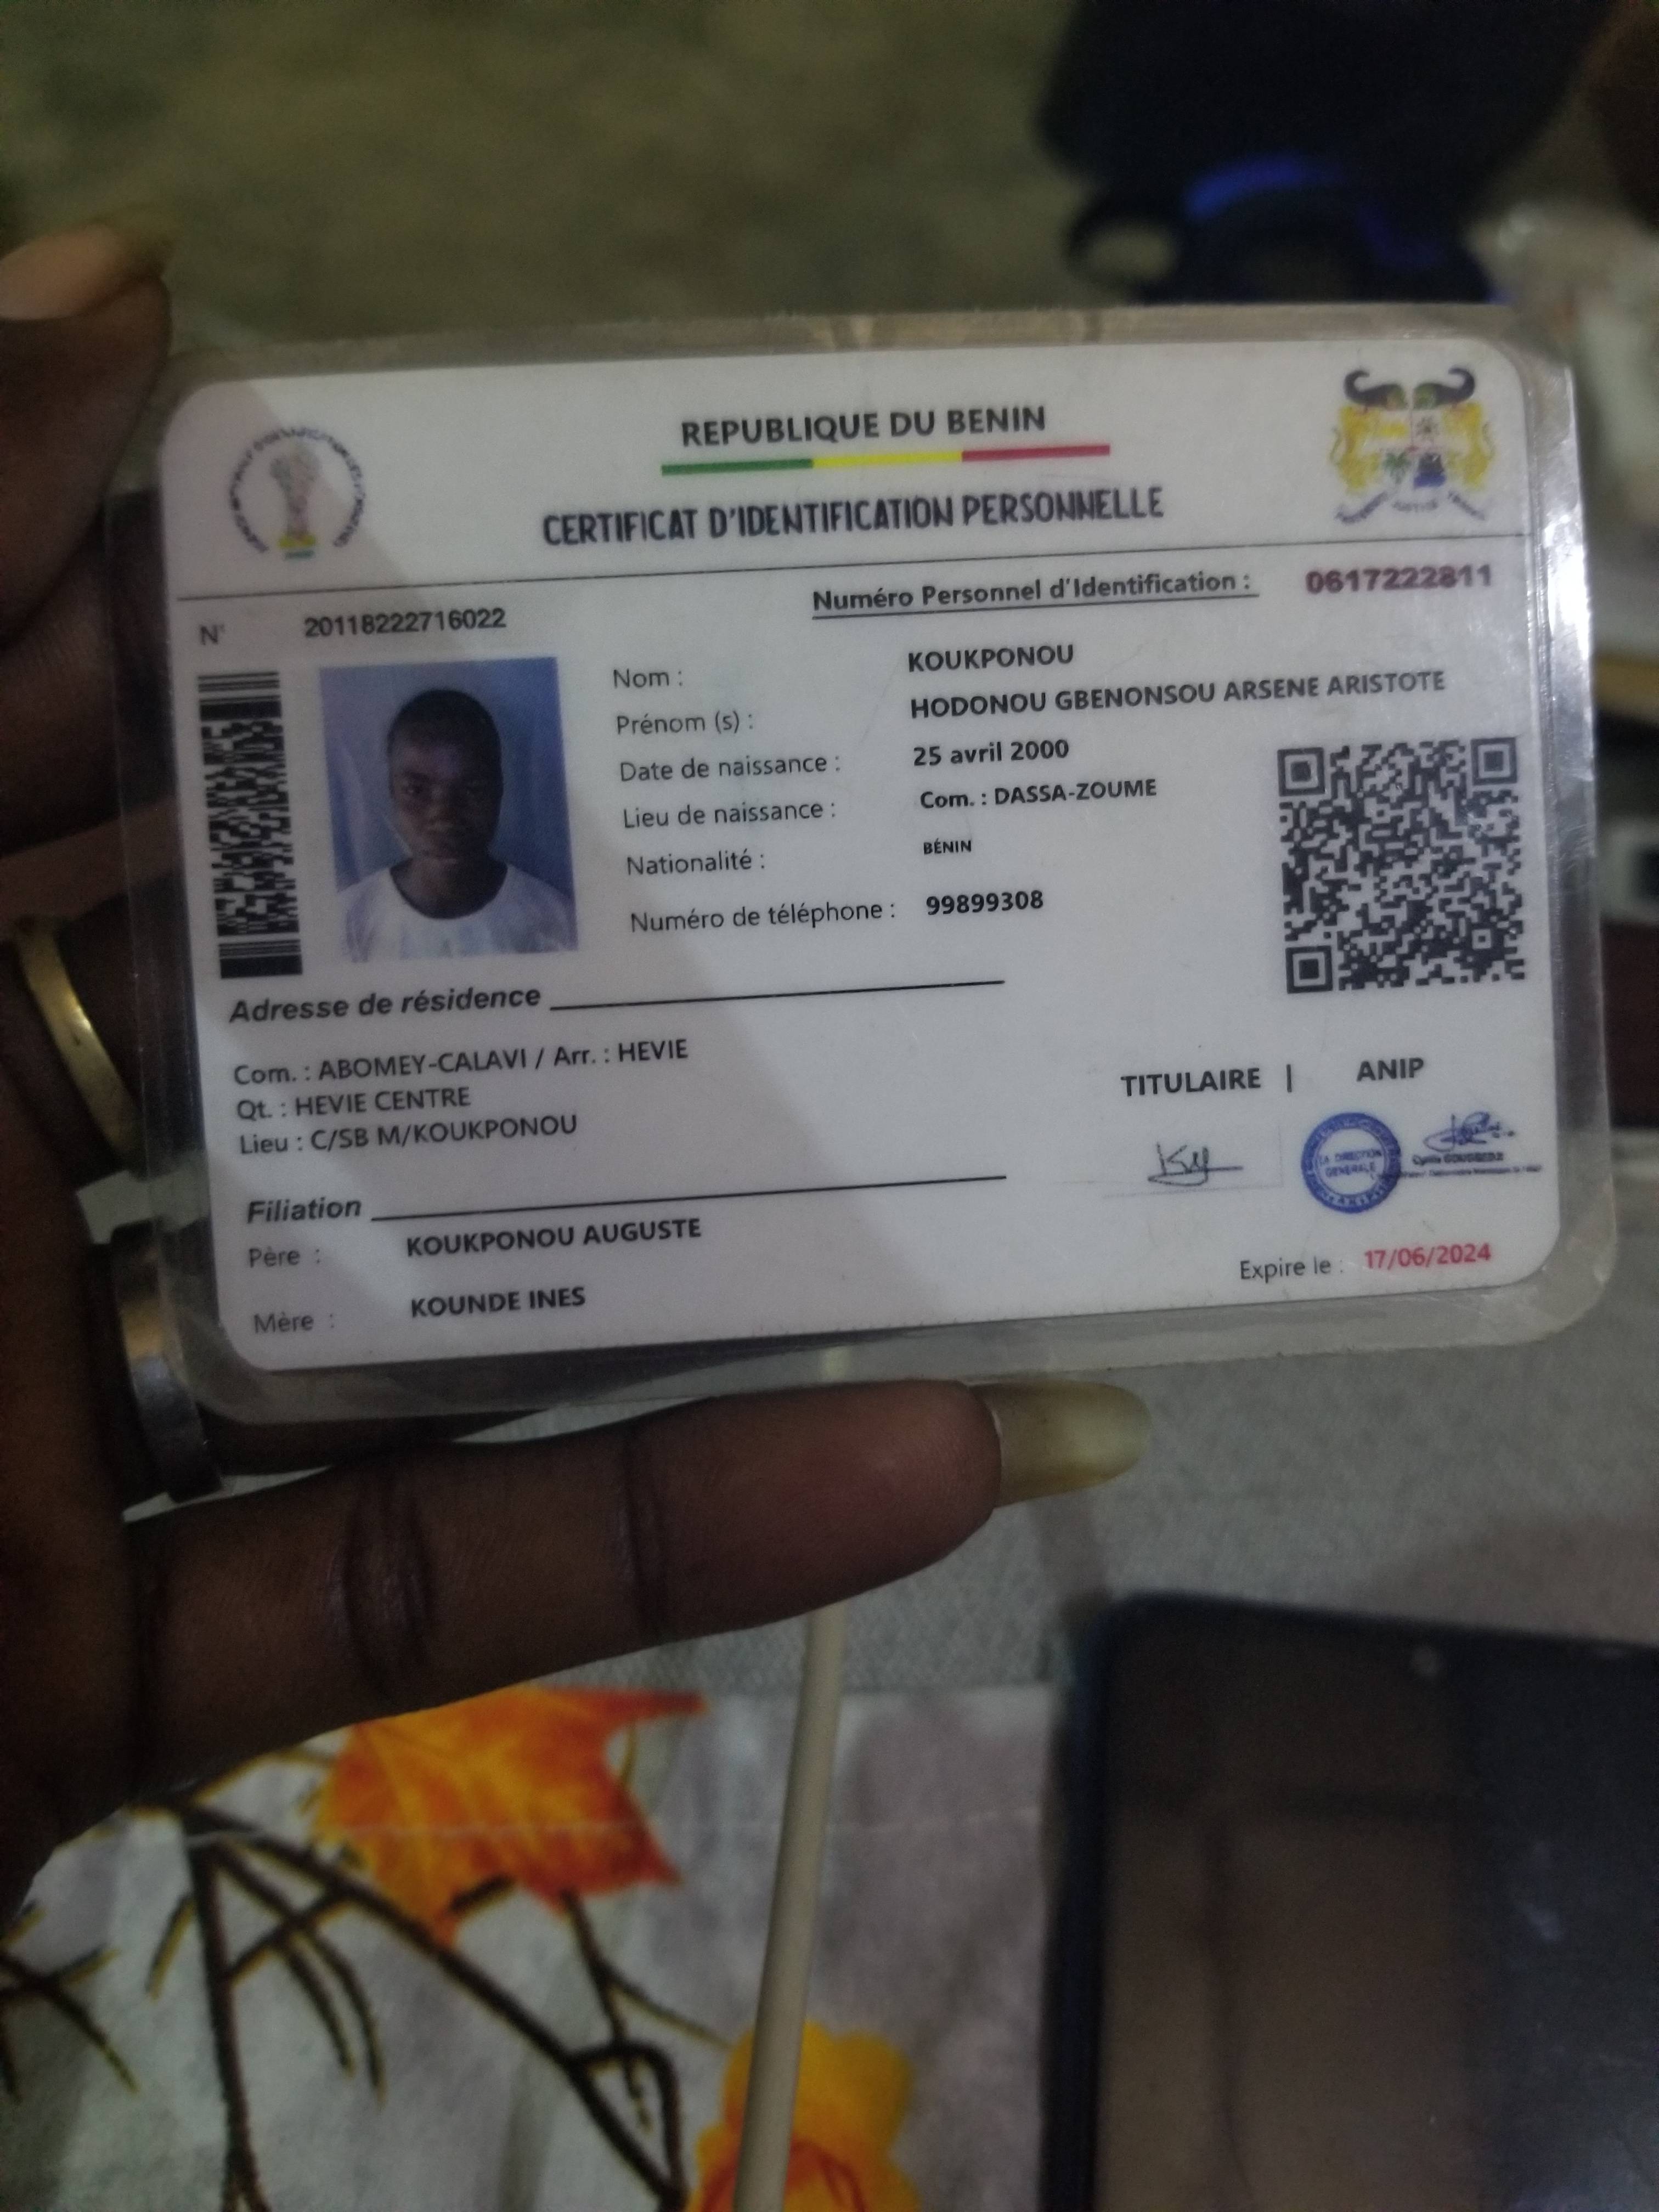 REPUBLIQUE DU BENIN
CERTIFICAT D'IDENTIFICATION PERSONNELLE
Numéro Personnel d'Identification : 0617222811
N° 20118222716022
Nom : KOUKPONOU
Prénom (s) : HODONOU GBENONSOU ARSENE ARISTOTE
Date de naissance : 25 avril 2000
Lieu de naissance : Com. : DASSA-ZOUME
Nationalité : BÉNIN
Numéro de téléphone : 99899308
Adresse de résidence
Com. : ABOMEY-CALAVI / Arr. : HEVIE
Qt. : HEVIE CENTRE
Lieu : C/SB M/KOUKPONOU
TITULAIRE | ANIP
LA DIRECTION
GENERALE
Filiation
Père : KOUKPONOU AUGUSTE
Mère : KOUNDE INES
Expire le : 17/06/2024